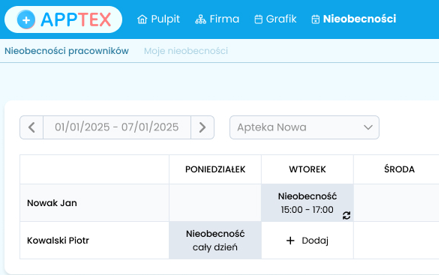 APPTEX
Pulpit Firma Grafik Nieobecności
Nieobecności pracowników Moje nieobecności
01/01/2025 - 07/01/2025 Apteka Nowa
PONIEDZIAŁEK WTOREK ŚRODA
Nowak Jan
Nieobecność
15:00 - 17:00
Kowalski Piotr
Nieobecność
cały dzień
+ Dodaj